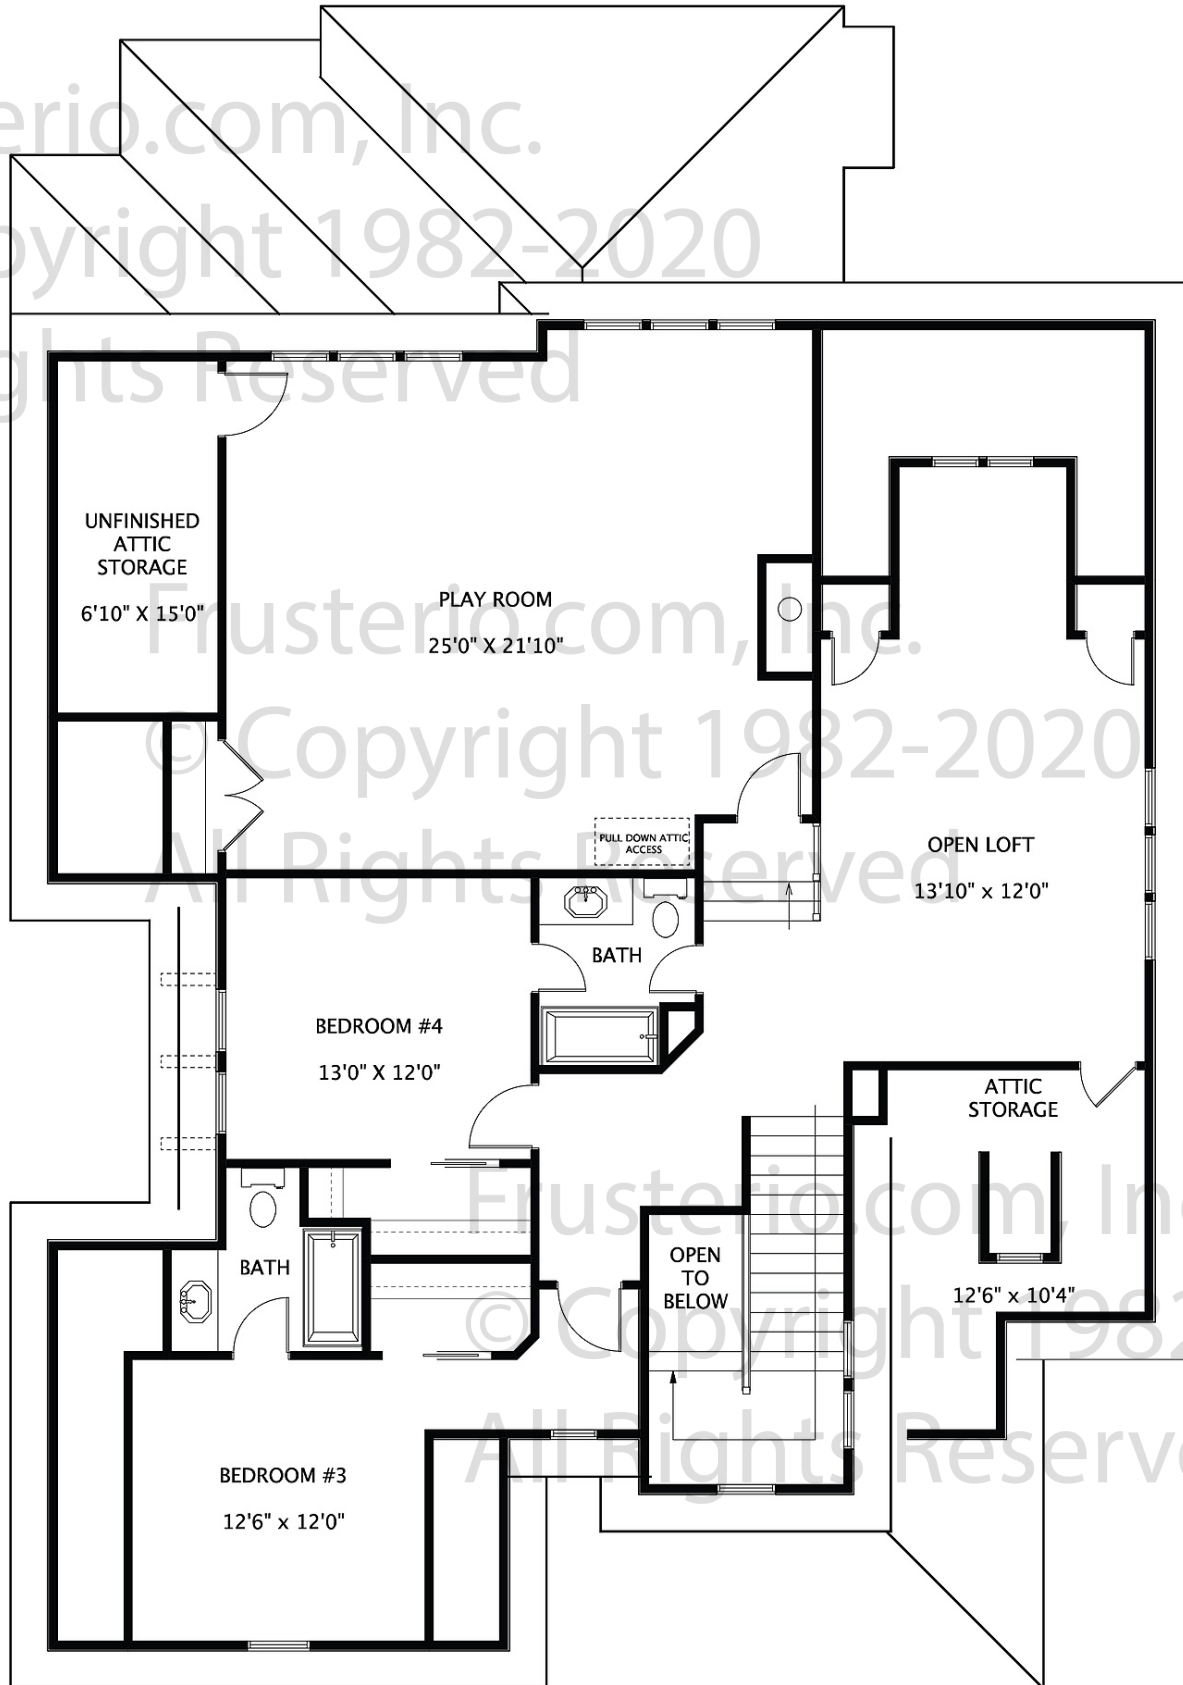 erio.com, Inc.
pyright 1982-2020
ghts Reserved
UNFINISHED
ATTIC
STORAGE
6'10" X 15'0"
PLAY ROOM
25'0" X 21'10"
Frusterio.com, Inc.
© Copyright 1982-2020
All Rights Reserved
PULL DOWN ATTIC
ACCESS
OPEN LOFT
13'10" x 12'0"
BATH
BEDROOM #4
13'0" X 12'0"
ATTIC
STORAGE
12'6" x 10'4"
Frusterio.com, In
© Copyright 1982
All Rights Reserve
BATH
OPEN
TO
BELOW
BEDROOM #3
12'6" x 12'0"